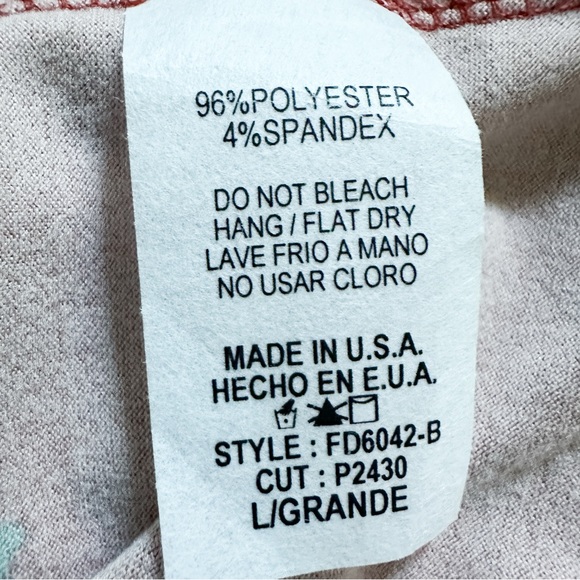 96%POLYESTER
4%SPANDEX
DO NOT BLEACH
HANG / FLAT DRY
LAVE FRIO A MANO
NO USAR CLORO
MADE IN U.S.A.
HECHO EN E.U.A.
STYLE : FD6042-B
CUT : P2430
L/GRANDE